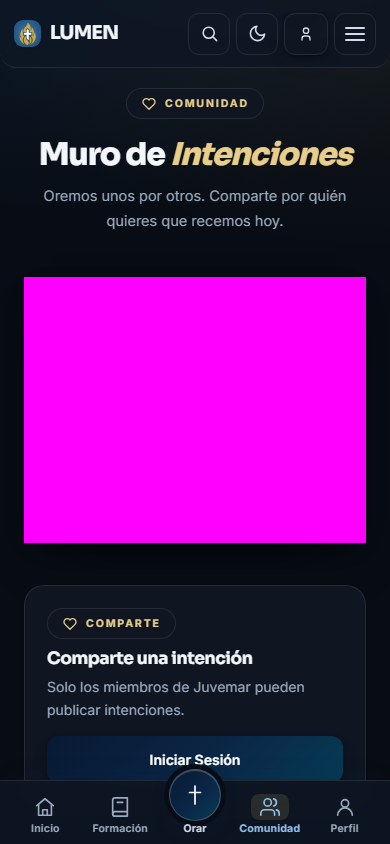 LUMEN
COMUNIDAD
Muro de Intenciones
Oremos unos por otros. Comparte por quién
quieres que recemos hoy.
COMPARTE
Comparte una intención
Solo los miembros de Juvemar pueden
publicar intenciones.
Iniciar Sesión
Inicio
Formación
Orar
Comunidad
Perfil